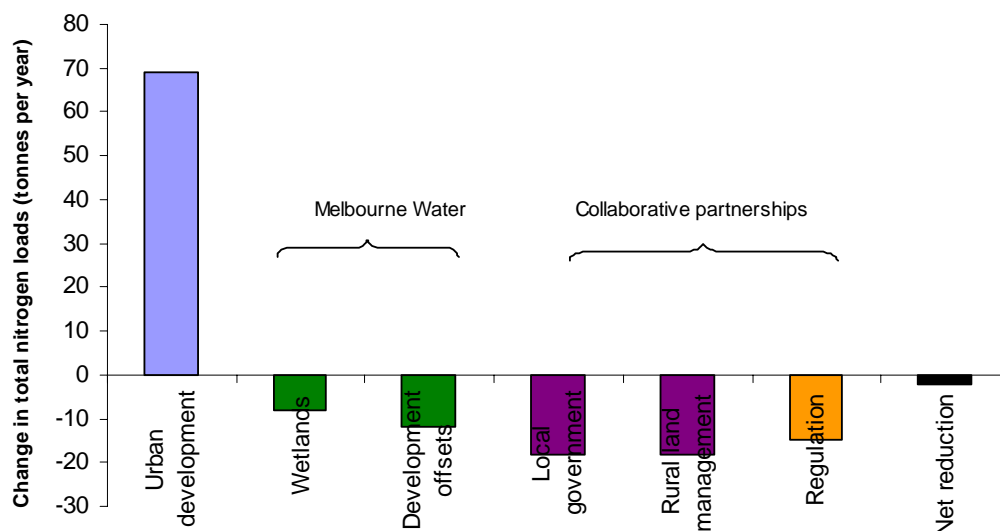 Change in total nitrogen loads (tonnes per year)
80
70
60
50
40
30
20
10
0
-10
-20
-30
Melbourne Water
Collaborative partnerships
Urban
development
Wetlands
Development
offsets
Local
government
Rural land
management
Regulation
Net reduction